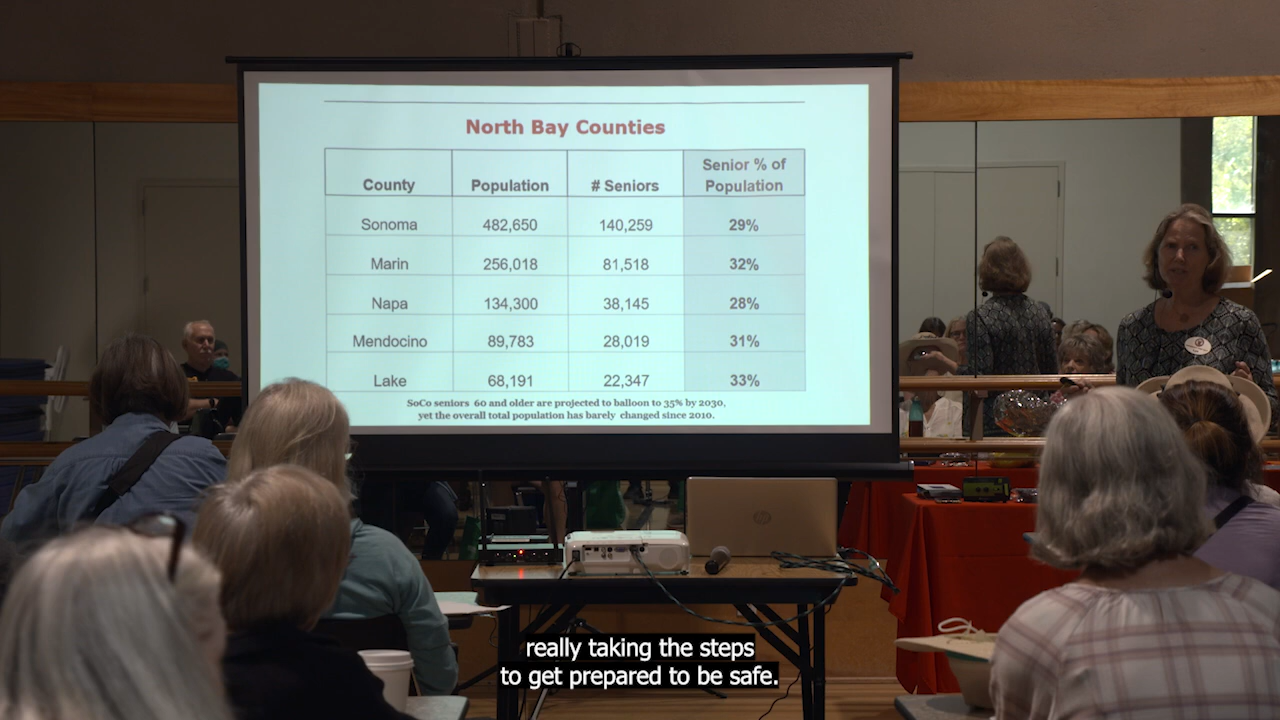 North Bay Counties
County Population # Seniors Senior % of Population
Sonoma 482,650 140,259 29%
Marin 256,018 81,518 32%
Napa 134,300 38,145 28%
Mendocino 89,783 28,019 31%
Lake 68,191 22,347 33%
SoCo seniors 60 and older are projected to balloon to 35% by 2030,
yet the overall total population has barely changed since 2010.
hp
really taking the steps
to get prepared to be safe.